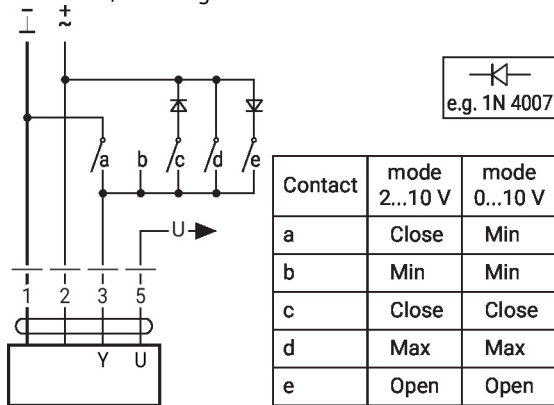 − +
⊥ ~
e.g. 1N 4007
a b c d e
U
1 2 3 5
Y U
Contact mode 2...10 V mode 0...10 V
a Close Min
b Min Min
c Close Close
d Max Max
e Open Open